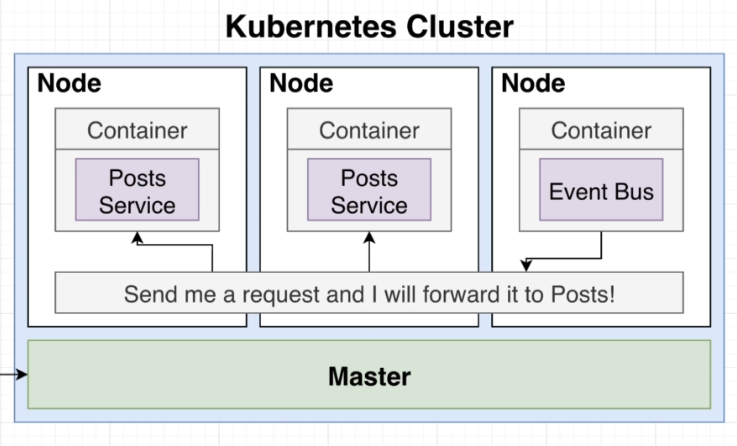 Kubernetes Cluster
Node
Container
Posts
Service
Node
Container
Posts
Service
Node
Container
Event Bus
Send me a request and I will forward it to Posts!
Master